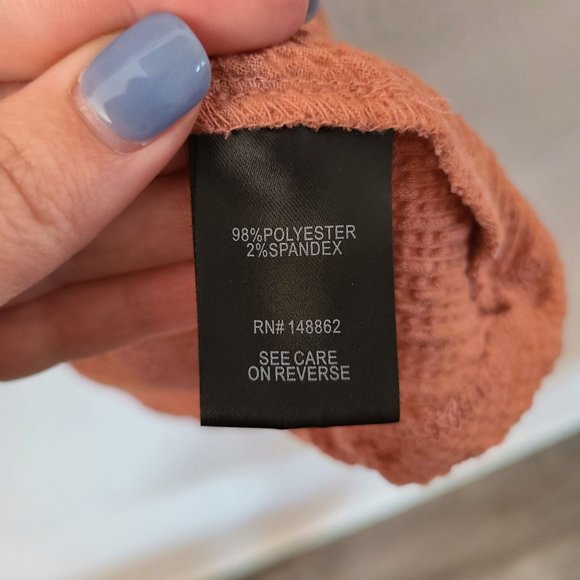 98%POLYESTER
2%SPANDEX
RN# 148862
SEE CARE
ON REVERSE